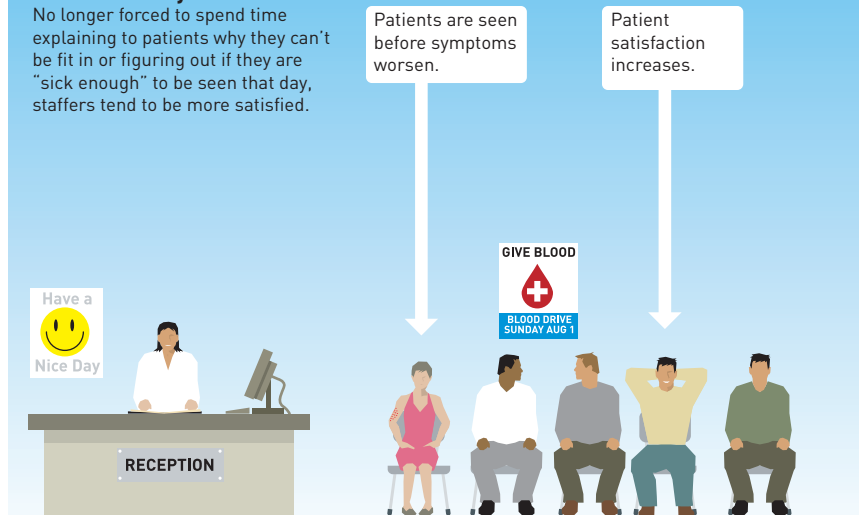 No longer forced to spend time
explaining to patients why they can't
be fit in or figuring out if they are
“sick enough” to be seen that day,
staffers tend to be more satisfied.
Patients are seen
before symptoms
worsen.
Patient
satisfaction
increases.
GIVE BLOOD
BLOOD DRIVE
SUNDAY AUG 1
Have a
Nice Day
RECEPTION